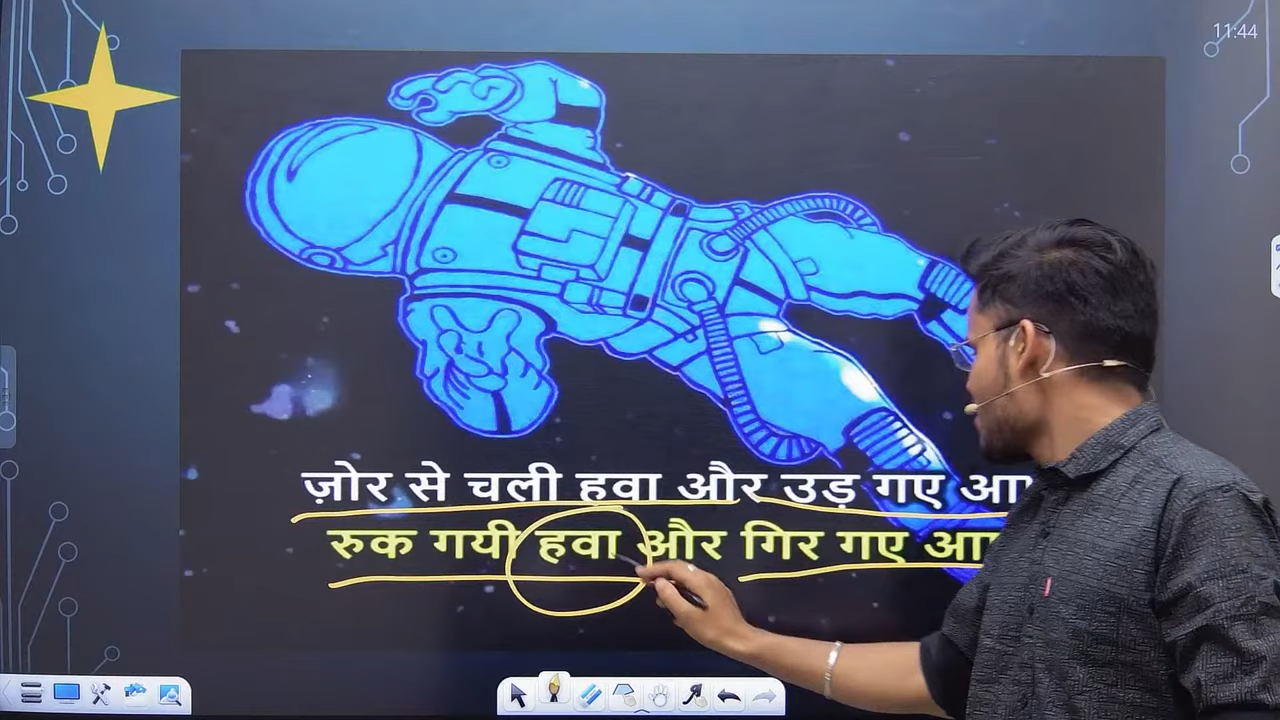 11:44
ज़ोर से चली हवा और उड़ गए
रुक गयी हवा और गिर गए